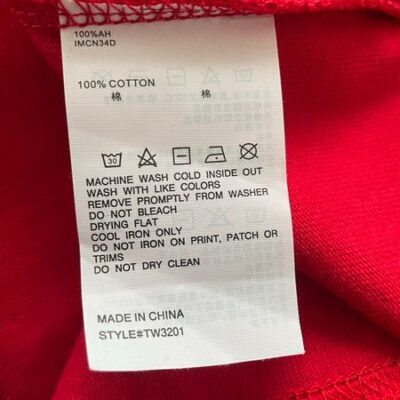 100%AH
IMCN34D
100% COTTON
棉 棉
30
MACHINE WASH COLD INSIDE OUT
WASH WITH LIKE COLORS
REMOVE PROMPTLY FROM WASHER
DO NOT BLEACH
DRYING FLAT
COOL IRON ONLY
DO NOT IRON ON PRINT, PATCH OR
TRIMS
DO NOT DRY CLEAN
MADE IN CHINA
STYLE#TW3201